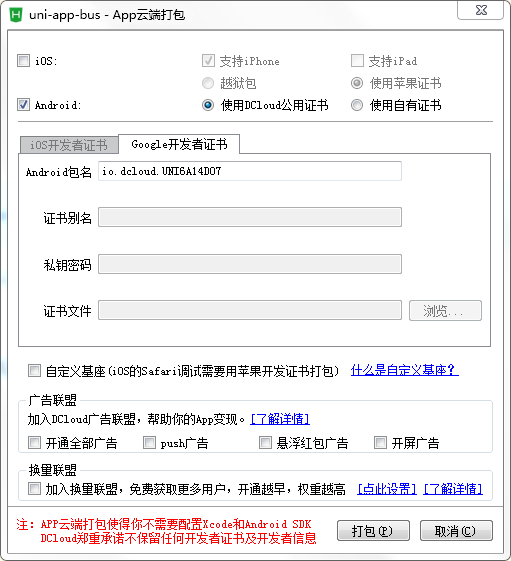 uni-app-bus - App云端打包
iOS: 支持iPhone 支持iPad
越狱包 使用苹果证书
Android: 使用DCloud公用证书 使用自有证书
iOS开发者证书 Google开发者证书
Android包名 io.dcloud.UNI6A14D07
证书别名
私钥密码
证书文件 浏览...
自定义基座(iOS的Safari调试需要用苹果开发证书打包) 什么是自定义基座?
广告联盟
加入DCloud广告联盟，帮助你的App变现。[了解详情]
开通全部广告 push广告 悬浮红包广告 开屏广告
换量联盟
加入换量联盟，免费获取更多用户，开通越早，权重越高 [点此设置] [了解详情]
注：APP云端打包使得你不需要配置Xcode和Android SDK
DCloud郑重承诺不保留任何开发者证书及开发者信息
打包(P) 取消(C)